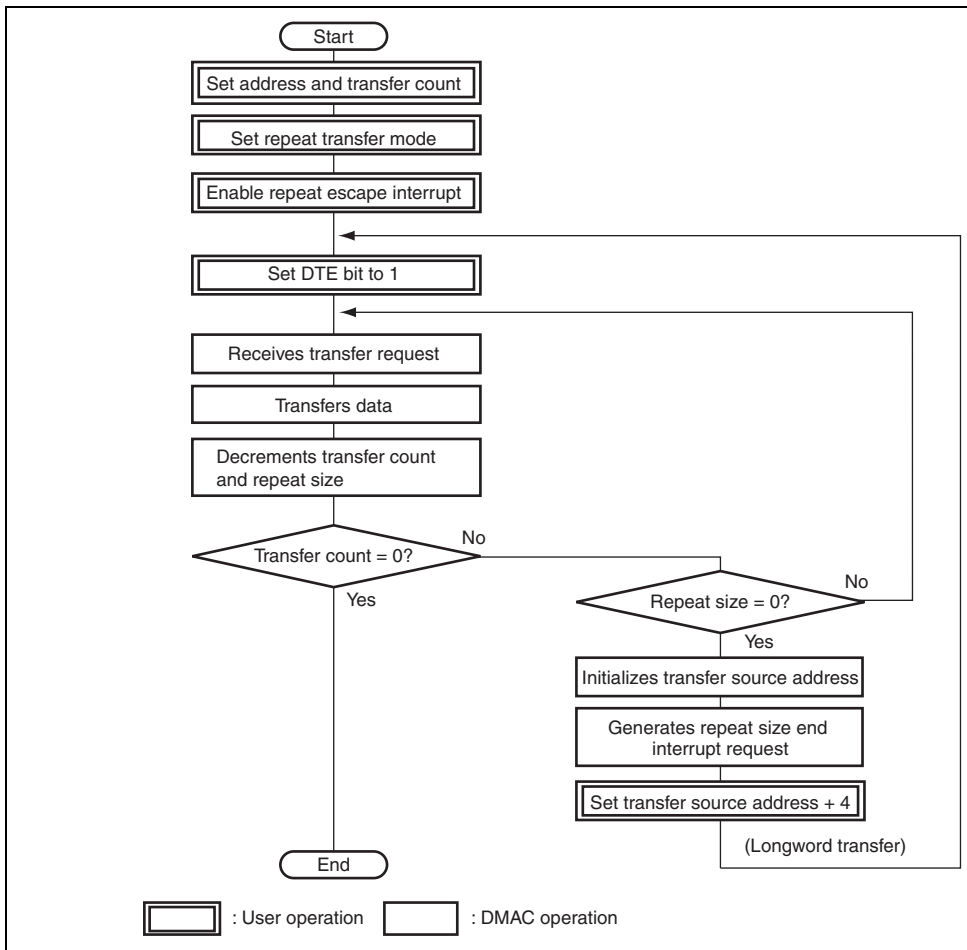 Start
Set address and transfer count
Set repeat transfer mode
Enable repeat escape interrupt
Set DTE bit to 1
Receives transfer request
Transfers data
Decrements transfer count
and repeat size
Transfer count = 0?
No
Yes
Repeat size = 0?
No
Yes
Initializes transfer source address
Generates repeat size end
interrupt request
Set transfer source address + 4
(Longword transfer)
End
: User operation
: DMAC operation